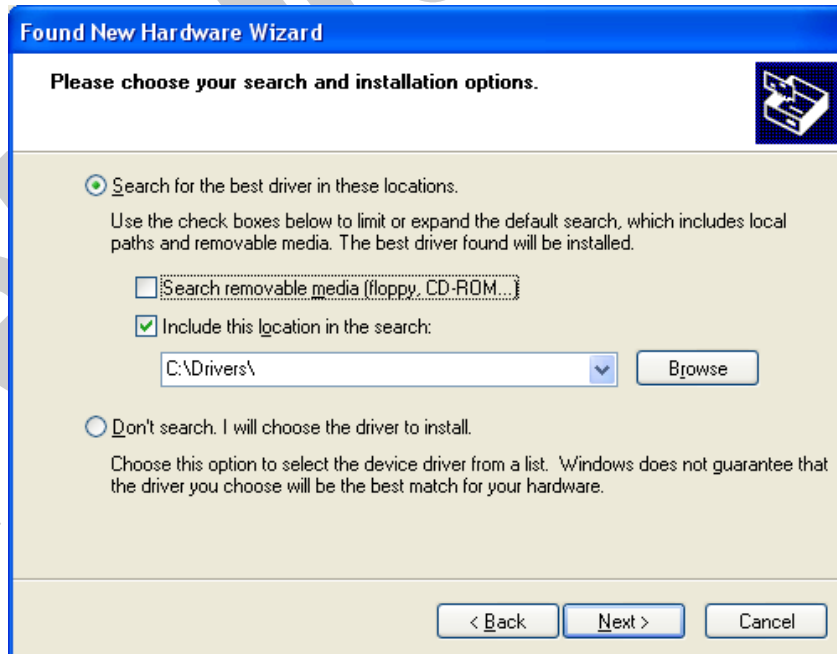 Found New Hardware Wizard
Please choose your search and installation options.
Search for the best driver in these locations.
Use the check boxes below to limit or expand the default search, which includes local
paths and removable media. The best driver found will be installed.
Search removable media (floppy, CD-ROM...)
Include this location in the search:
C:\Drivers\
Browse
Don't search. I will choose the driver to install.
Choose this option to select the device driver from a list.  Windows does not guarantee that
the driver you choose will be the best match for your hardware.
< Back
Next >
Cancel